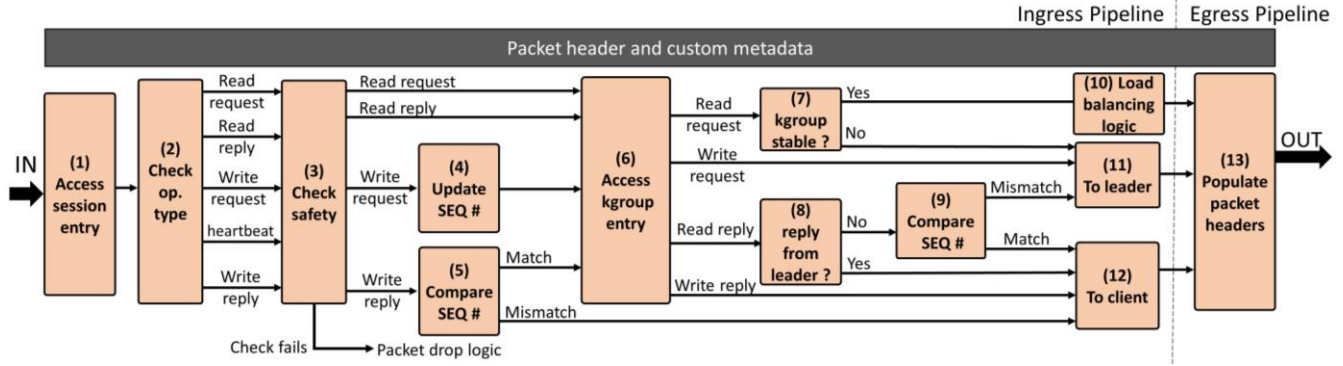 Ingress Pipeline
Egress Pipeline
Packet header and custom metadata
IN
(1)
Access
session
entry
(2)
Check
op.
type
Read
request
Read
reply
Write
request
heartbeat
Write
reply
(3)
Check
safety
Check fails
Packet drop logic
Read request
Read reply
Write
request
Write
reply
(4)
Update
SEQ #
(5)
Compare
SEQ #
Match
Mismatch
(6)
Access
kgroup
entry
Read
request
Write
request
Read reply
Write reply
(7)
kgroup
stable ?
Yes
No
(8)
reply
from
leader ?
No
Yes
(9)
Compare
SEQ #
Mismatch
Match
(10) Load
balancing
logic
(11)
To leader
(12)
To client
(13)
Populate
packet
headers
OUT